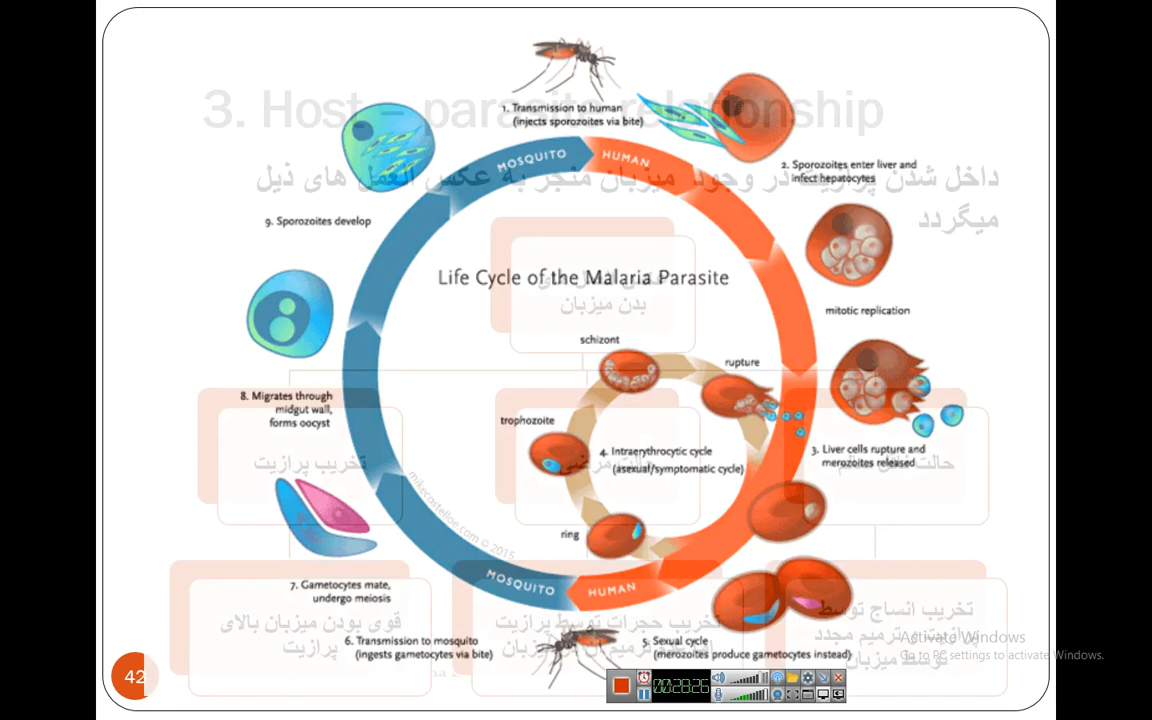 3. Host – parasite relationship
1. Transmission to human
(injects sporozoites via bite)
MOSQUITO
HUMAN
2. Sporozoites enter liver and
infect hepatocytes
داخل شدن پرازیت در وجود میزبان منجر به عکس العمل های ذیل
میگردد
9. Sporozoites develop
Life Cycle of the Malaria Parasite
بدن میزبان
mitotic replication
schizont
rupture
8. Migrates through
midgut wall,
forms oocyst
trophozoite
4. Intraerythrocytic cycle
(asexual/symptomatic cycle)
3. Liver cells rupture and
merozoites released
تخریب پرازیت
حالت
حالت
mikecostelloe.com © 2015
ring
7. Gametocytes mate,
undergo meiosis
MOSQUITO
HUMAN
قوی بودن میزبان بالای
پرازیت
تخریب حجرات توسط پرازیت
ترمیم
میزبان
تخریب انساج توسط
ترمیم مجدد
توسط میزبان
6. Transmission to mosquito
(ingests gametocytes via bite)
5. Sexual cycle
(merozoites produce gametocytes instead)
Activate Windows
Go to PC settings to activate Windows.
42